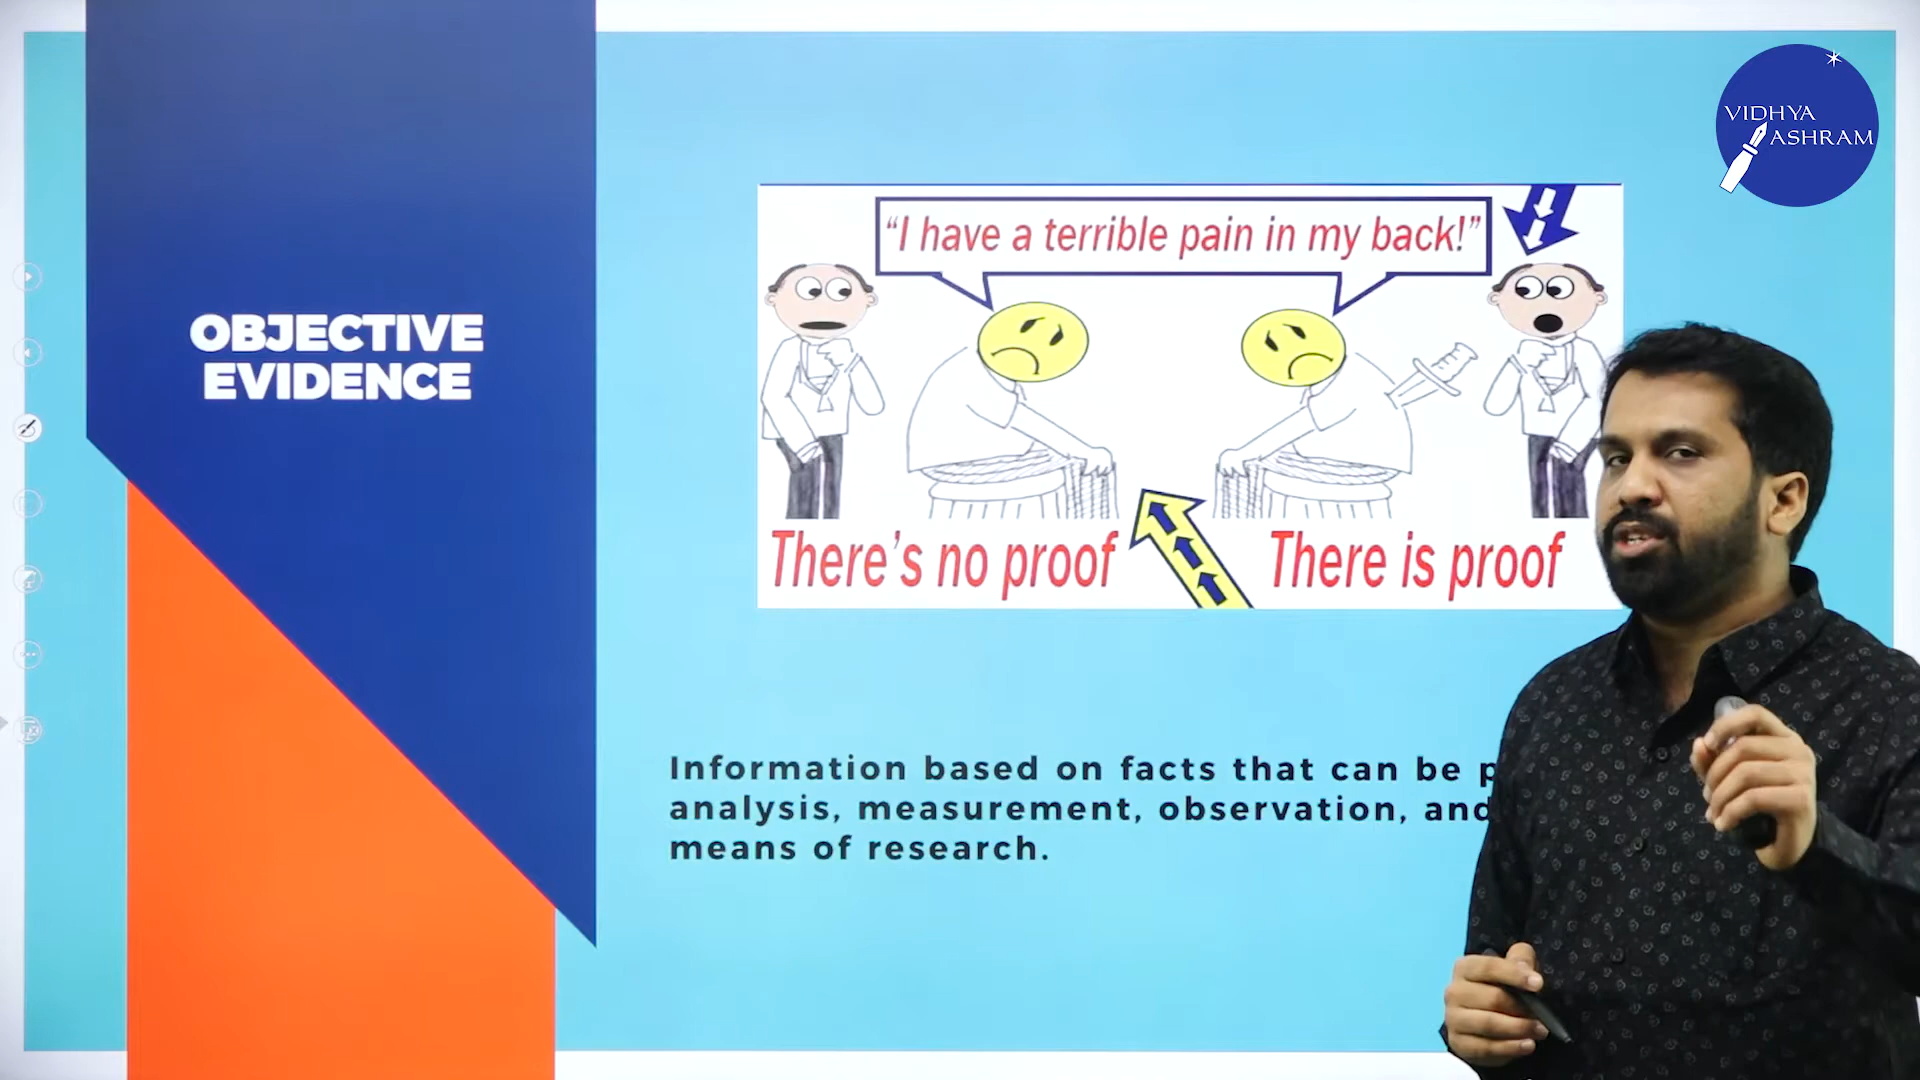 VIDHYA
ASHRAM
OBJECTIVE
EVIDENCE
“I have a terrible pain in my back!”
There's no proof
There is proof
Information based on facts that can be
analysis, measurement, observation, and
means of research.